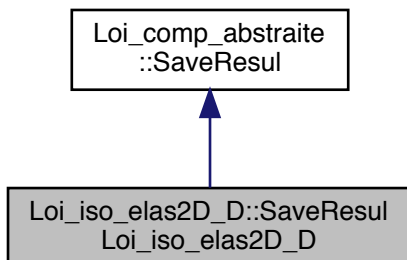 Loi_comp_abstraite
::SaveResul
Loi_iso_elas2D_D::SaveResul
Loi_iso_elas2D_D